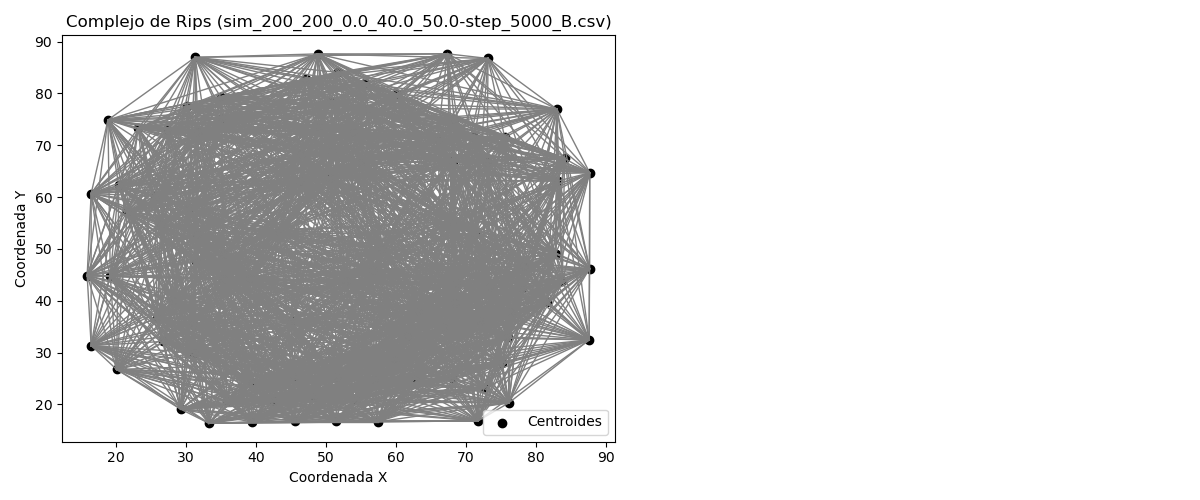 Complejo de Rips (sim_200_200_0.0_40.0_50.0-step_5000_B.csv)
Coordenada Y
90
80
70
60
50
40
30
20
Centroides
20 30 40 50 60 70 80 90
Coordenada X